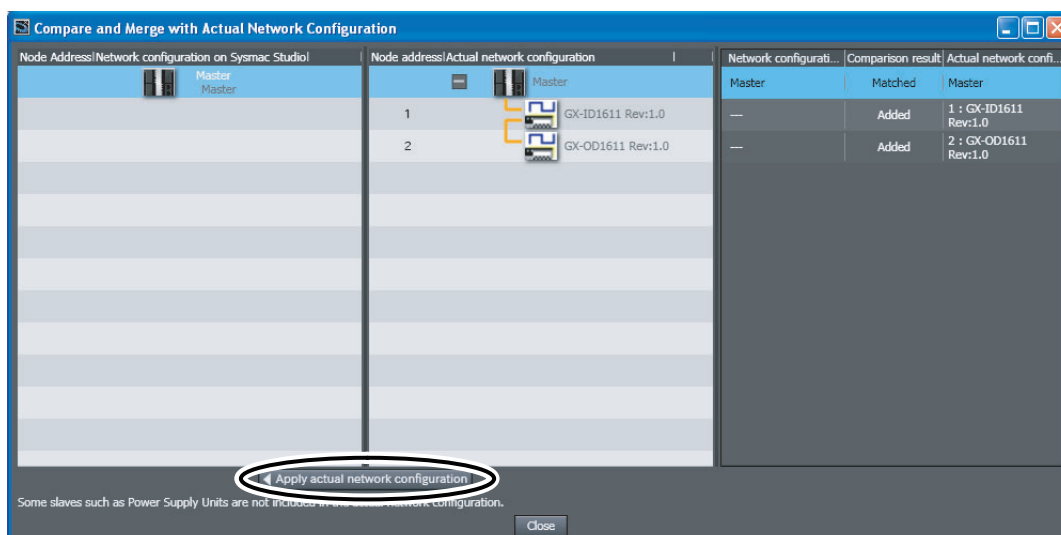 Compare and Merge with Actual Network Configuration
Node Address|Network configuration on Sysmac Studio|
Node address|Actual network configuration
Network configurati... Comparison result Actual network confi...
Master
Master
Master
Master Matched Master
1 GX-ID1611 Rev:1.0
--- Added 1 : GX-ID1611
Rev:1.0
2 GX-OD1611 Rev:1.0
--- Added 2 : GX-OD1611
Rev:1.0
Apply actual network configuration
Some slaves such as Power Supply Units are not included in the actual network configuration.
Close